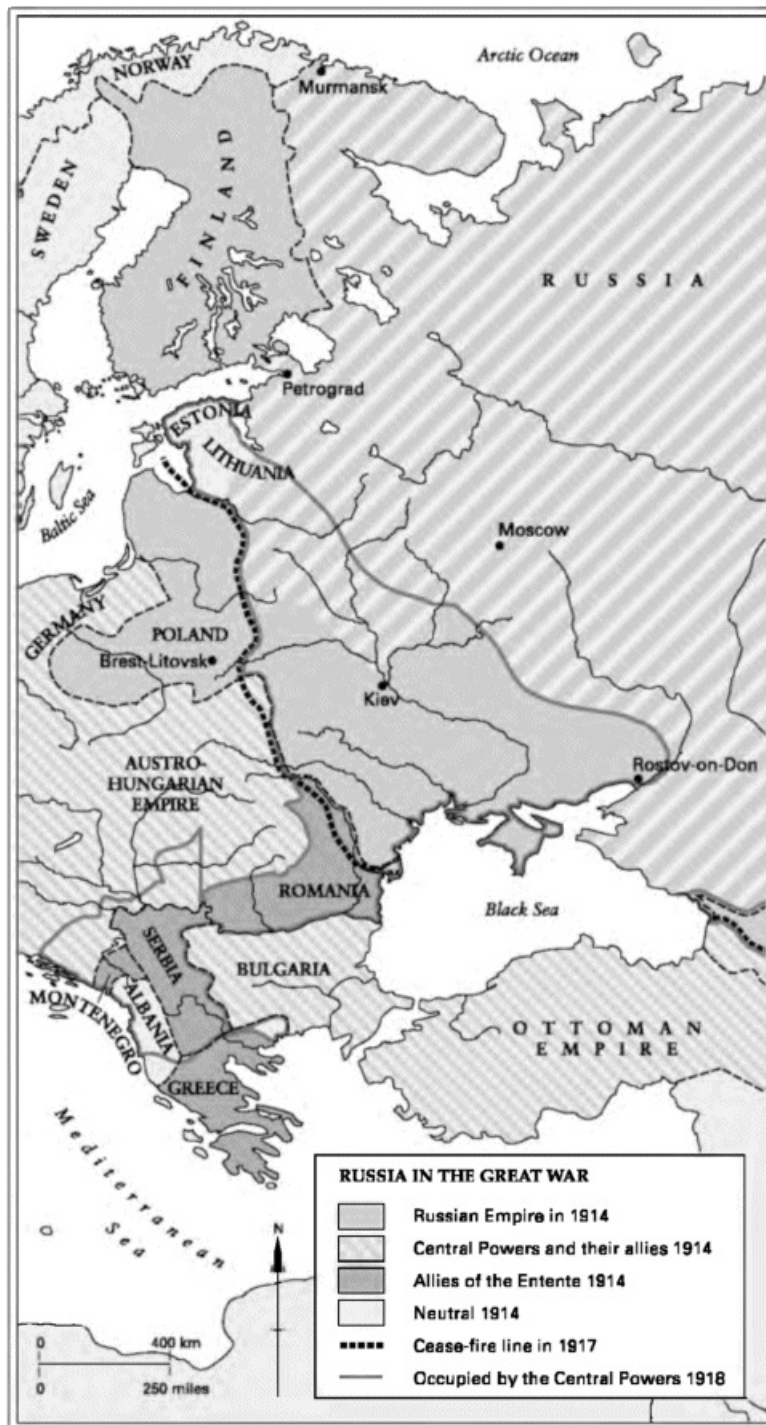 Arctic Ocean
NORWAY
Murmansk
SWEDEN
FINLAND
RUSSIA
Petrograd
ESTONIA
LITHUANIA
Baltic Sea
Moscow
GERMANY
POLAND
Brest-Litovsk
Kiev
AUSTRO-
HUNGARIAN
EMPIRE
Rostov-on-Don
ROMANIA
Black Sea
SERBIA
BULGARIA
MONTENEGRO
ALBANIA
OTTOMAN
EMPIRE
GREECE
Mediterranean
Sea
RUSSIA IN THE GREAT WAR
Russian Empire in 1914
Central Powers and their allies 1914
Allies of the Entente 1914
Neutral 1914
Cease-fire line in 1917
Occupied by the Central Powers 1918
N
0 400 km
0 250 miles